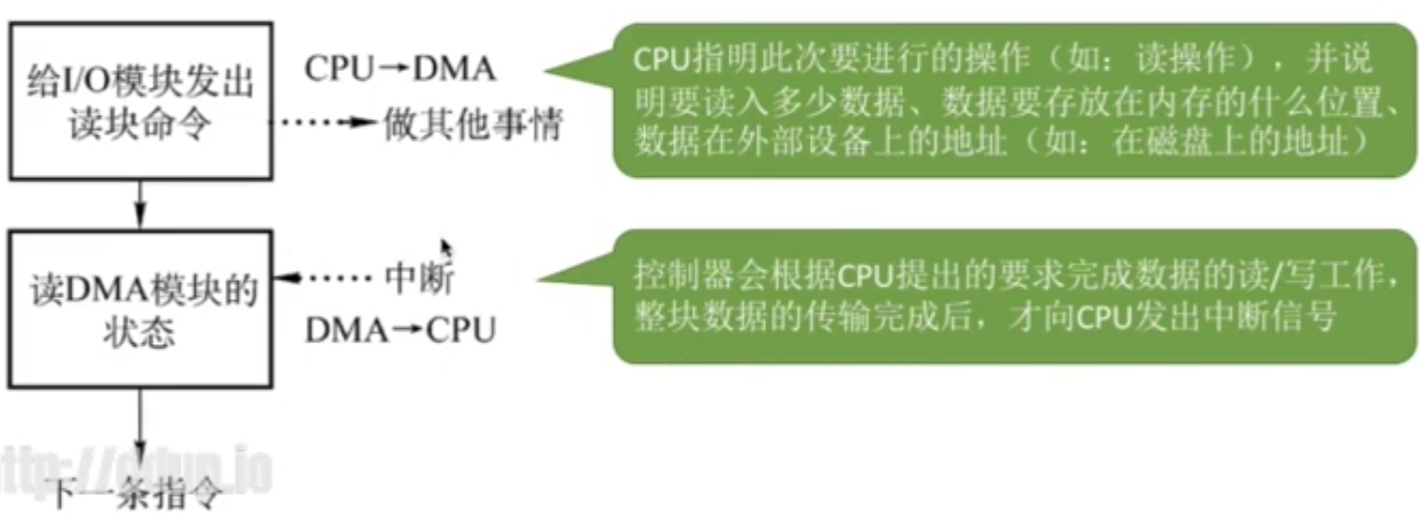 给I/O模块发出
读块命令
CPU→DMA
做其他事情
CPU指明此次要进行的操作（如：读操作），并说
明要读入多少数据、数据要存放在内存的什么位置、
数据在外部设备上的地址（如：在磁盘上的地址）
读DMA模块的
状态
中断
DMA→CPU
控制器会根据CPU提出的要求完成数据的读/写工作，
整块数据的传输完成后，才向CPU发出中断信号
下一条指令